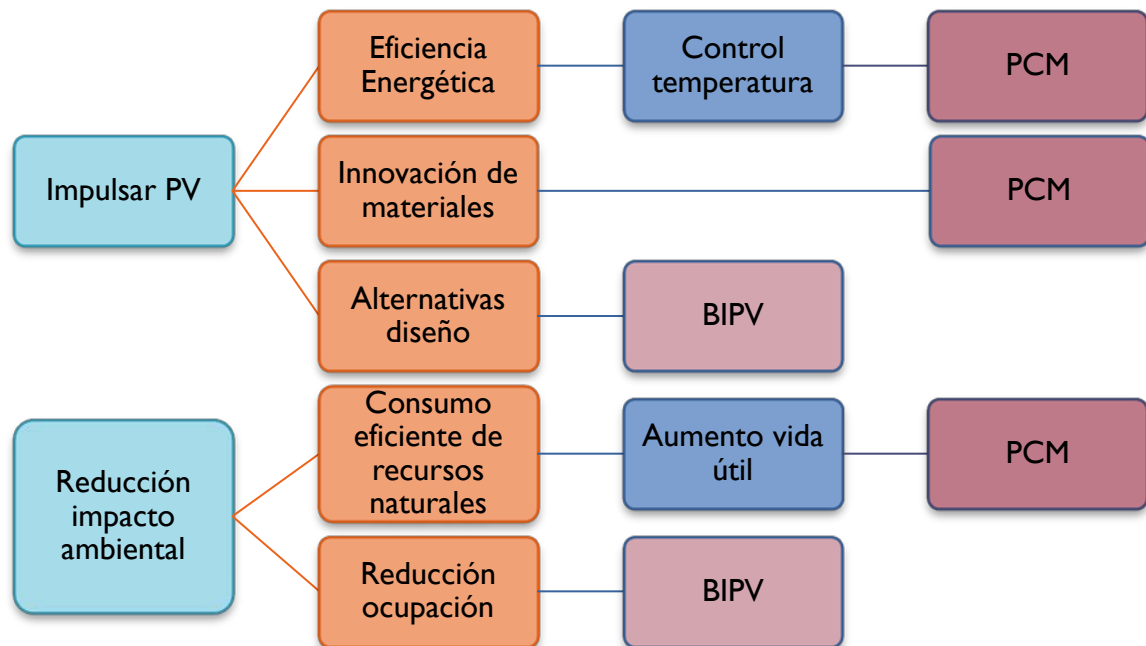 Impulsar PV
Eficiencia
Energética
Control
temperatura
PCM
Innovación de
materiales
PCM
Alternativas
diseño
BIPV
Reducción
impacto
ambiental
Consumo
eficiente de
recursos
naturales
Aumento vida
útil
PCM
Reducción
ocupación
BIPV